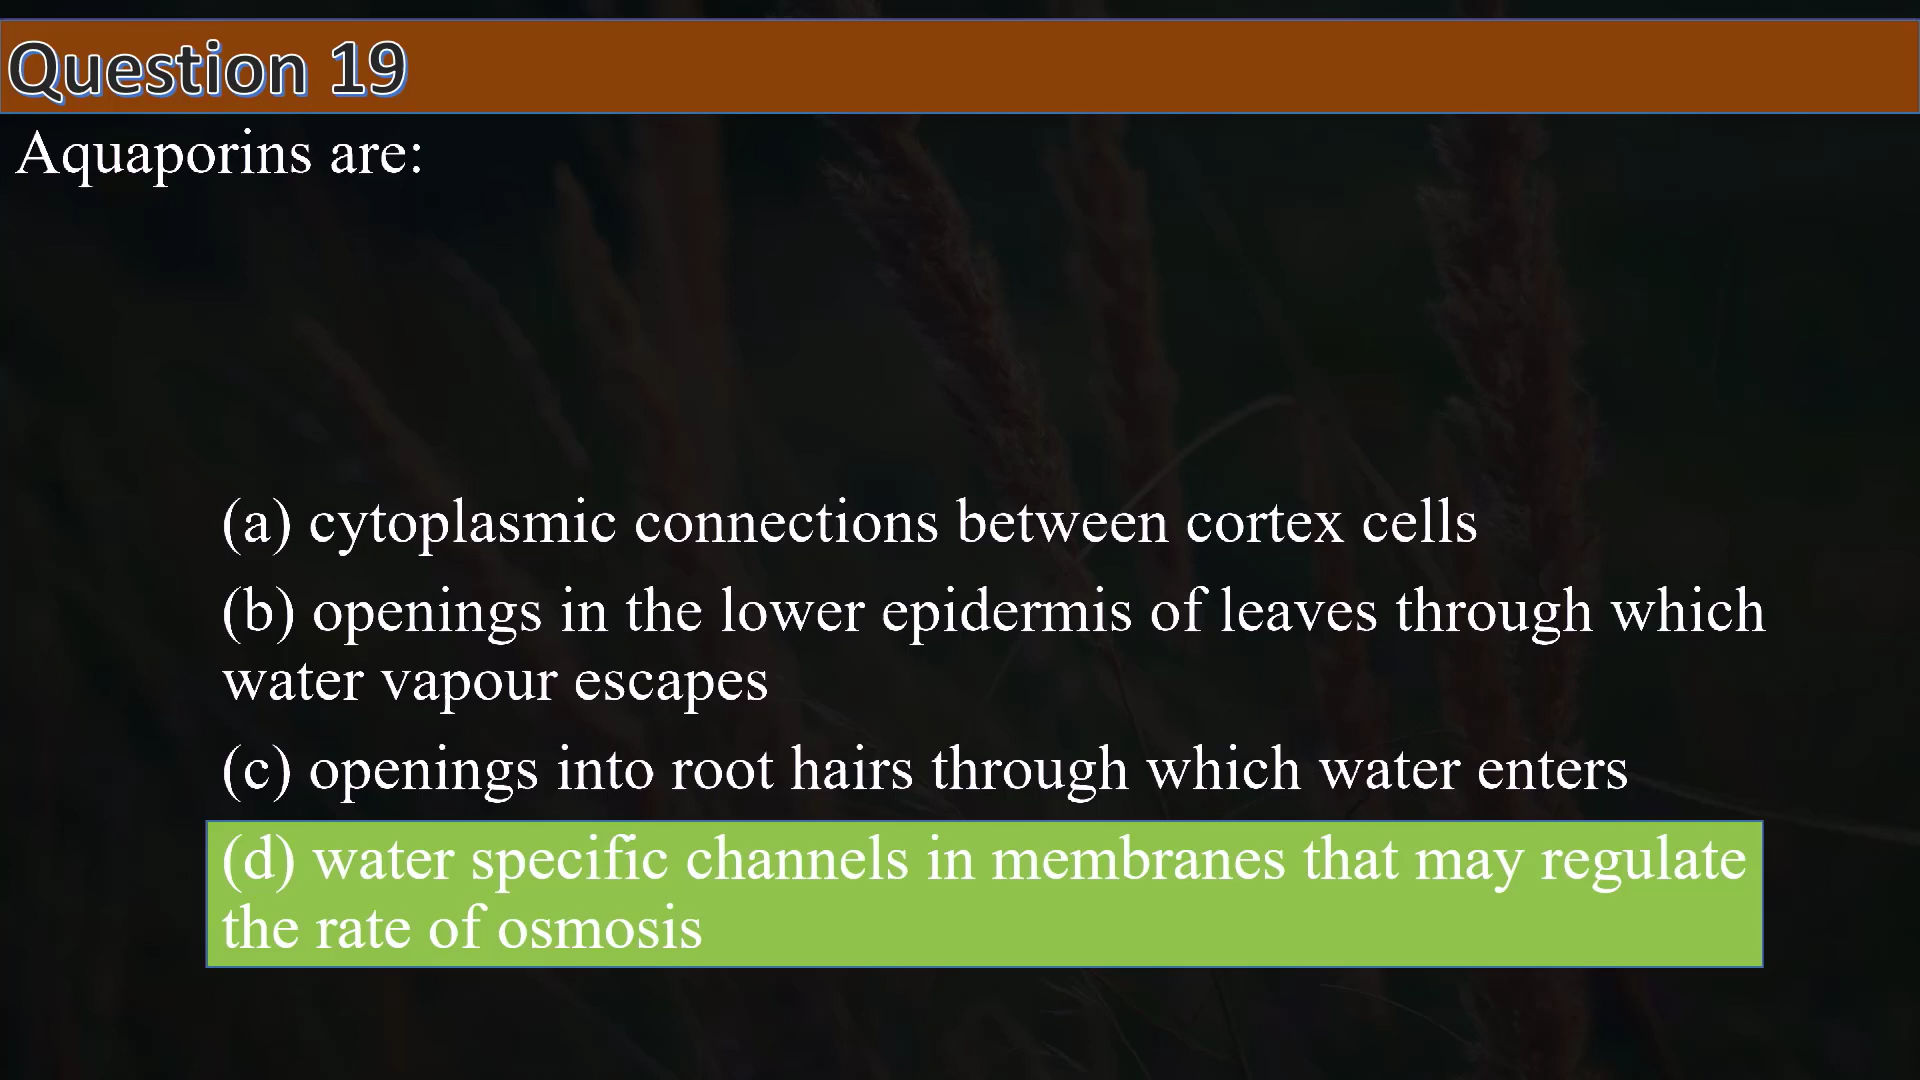 Question 19
Aquaporins are:
(a) cytoplasmic connections between cortex cells
(b) openings in the lower epidermis of leaves through which
water vapour escapes
(c) openings into root hairs through which water enters
(d) water specific channels in membranes that may regulate
the rate of osmosis